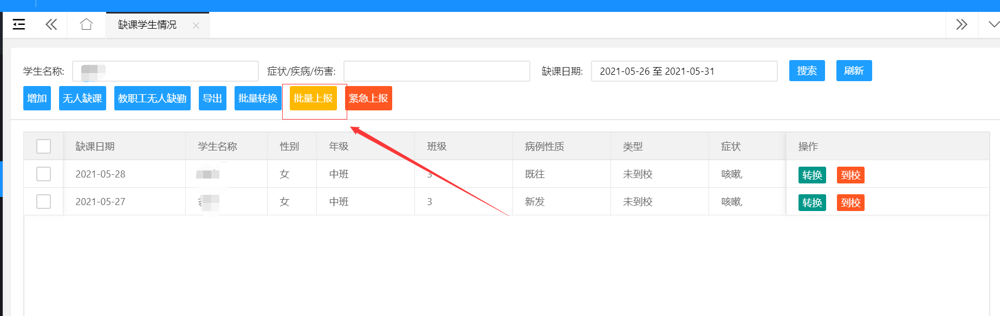 缺课学生情况
学生名称: 症状/疾病/伤害: 缺课日期: 2021-05-26 至 2021-05-31 搜索 刷新
增加 无人缺课 教职工无人缺勤 导出 批量转换 批量上报 紧急上报
缺课日期 学生名称 性别 年级 班级 病例性质 类型 症状 操作
2021-05-28 女 中班 3 既往 未到校 咳嗽, 转换 到校
2021-05-27 女 中班 3 新发 未到校 咳嗽, 转换 到校